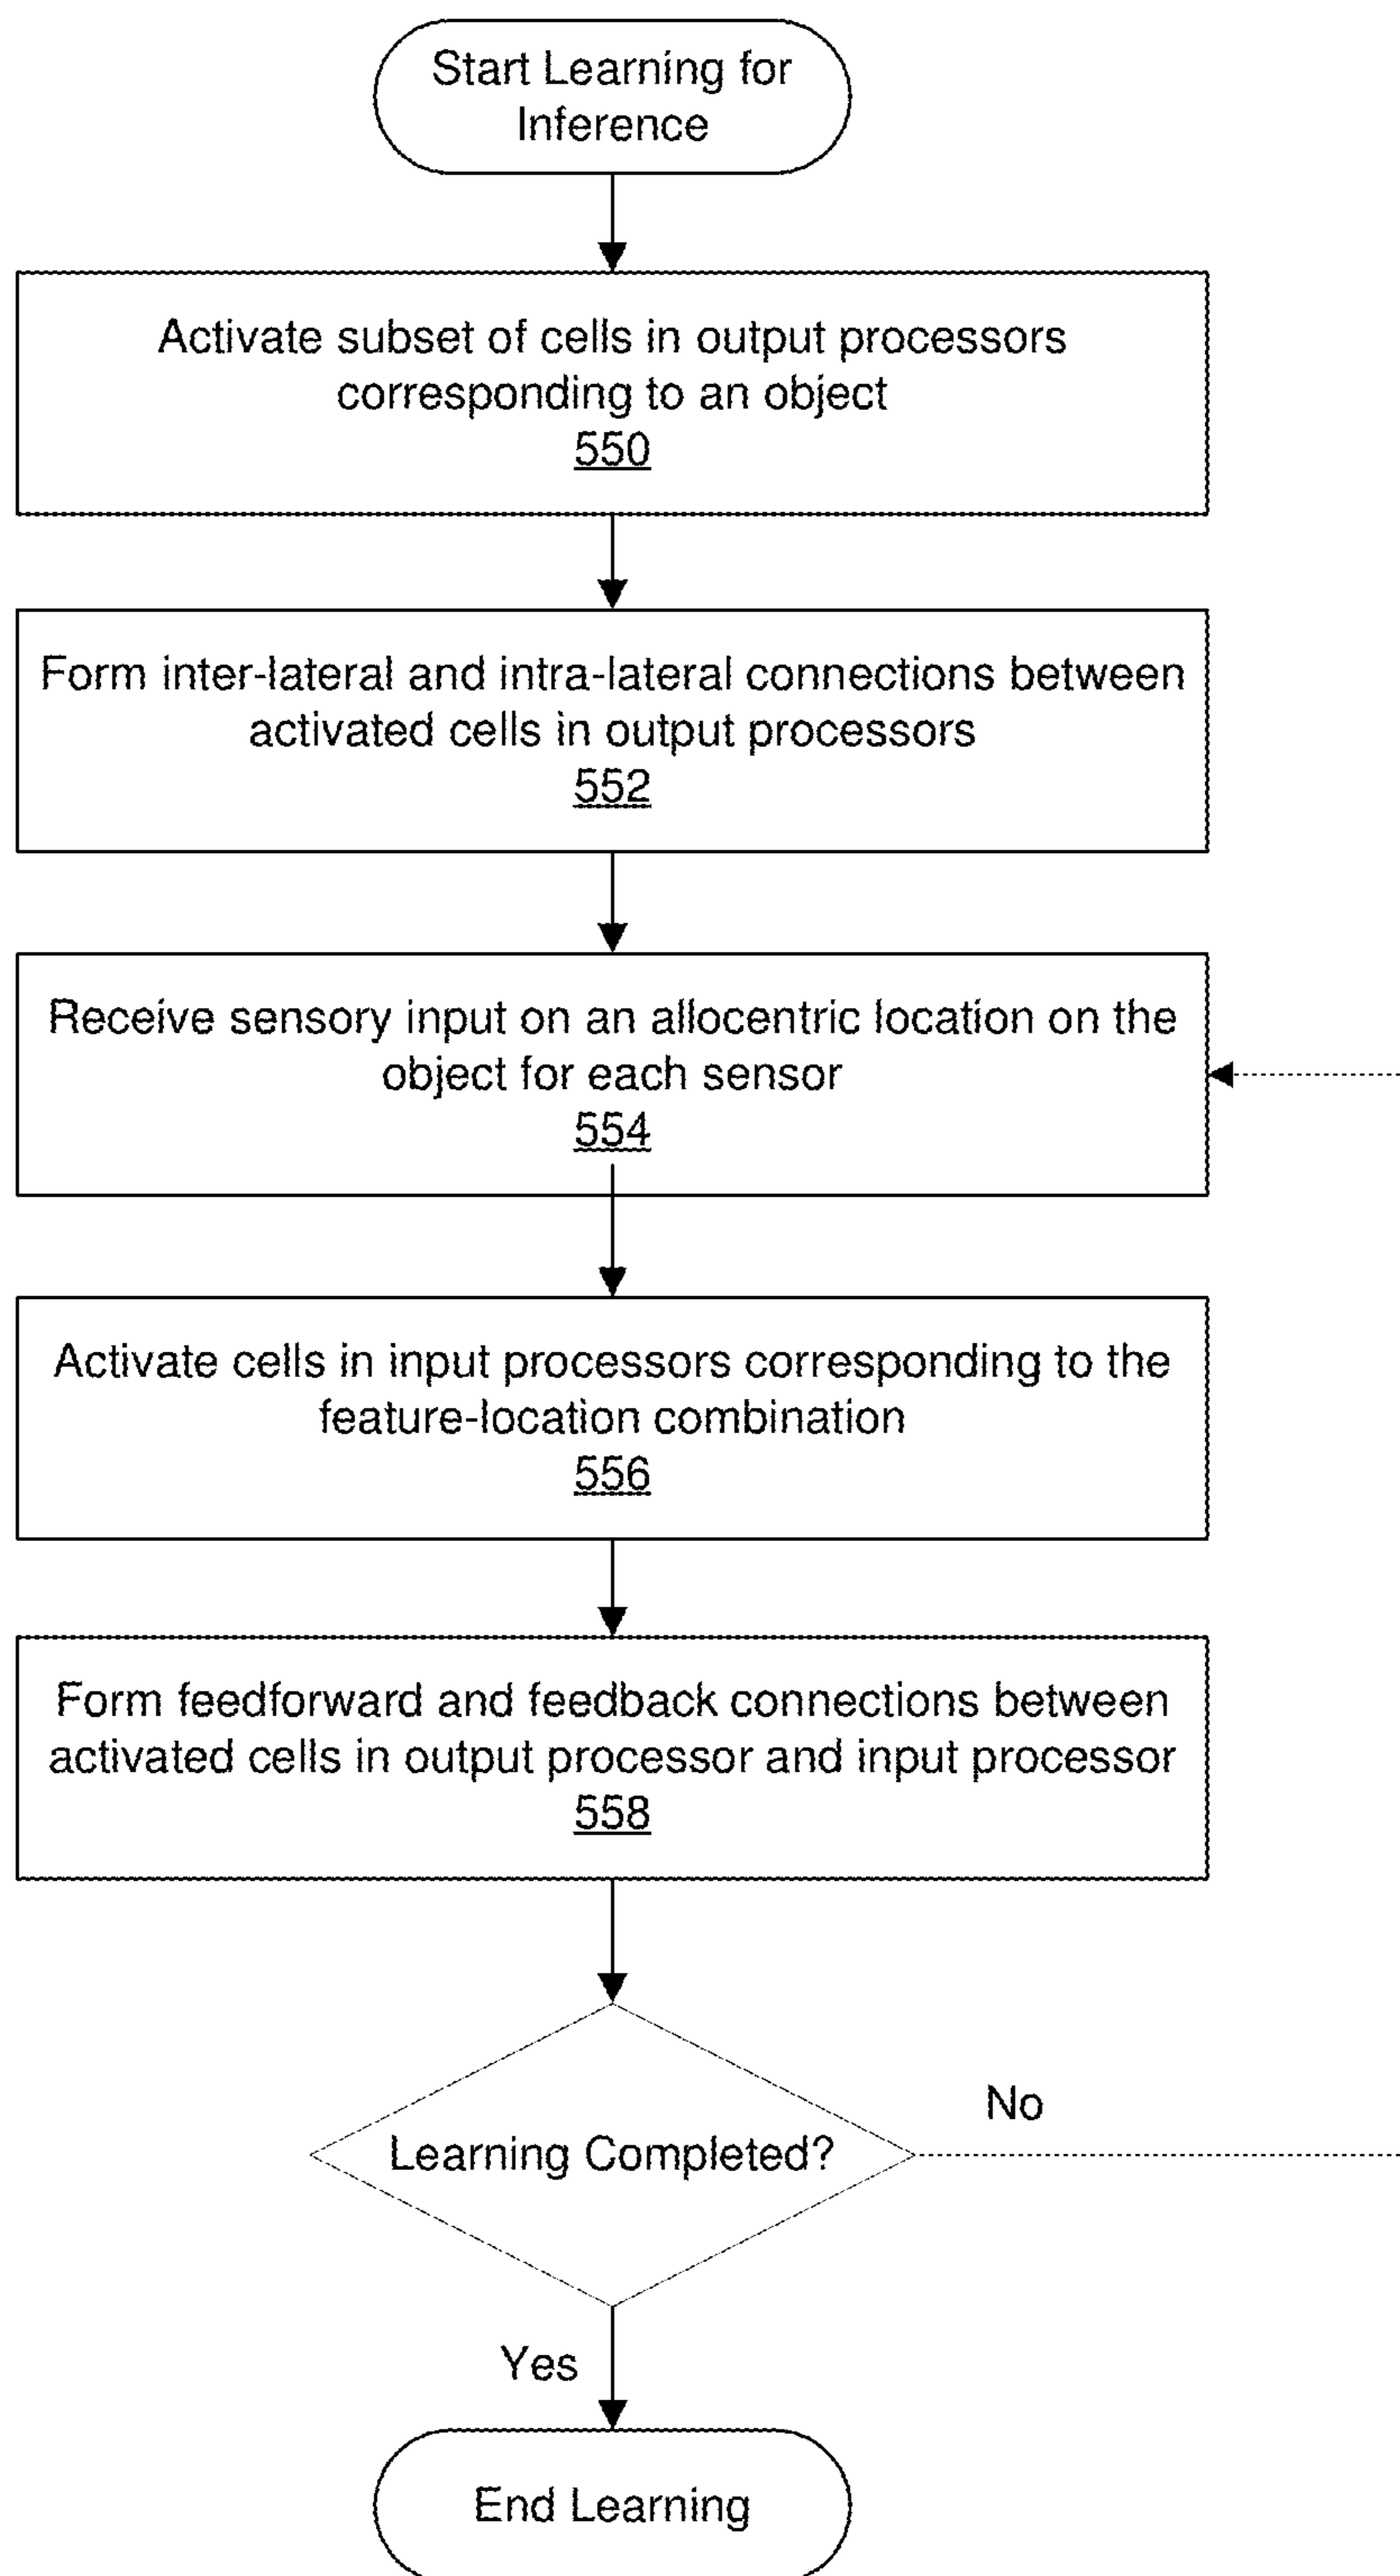 Start Learning for
Inference
Activate subset of cells in output processors
corresponding to an object
550
Form inter-lateral and intra-lateral connections between
activated cells in output processors
552
Receive sensory input on an allocentric location on the
object for each sensor
554
Activate cells in input processors corresponding to the
feature-location combination
556
Form feedforward and feedback connections between
activated cells in output processor and input processor
558
Learning Completed?
No
Yes
End Learning